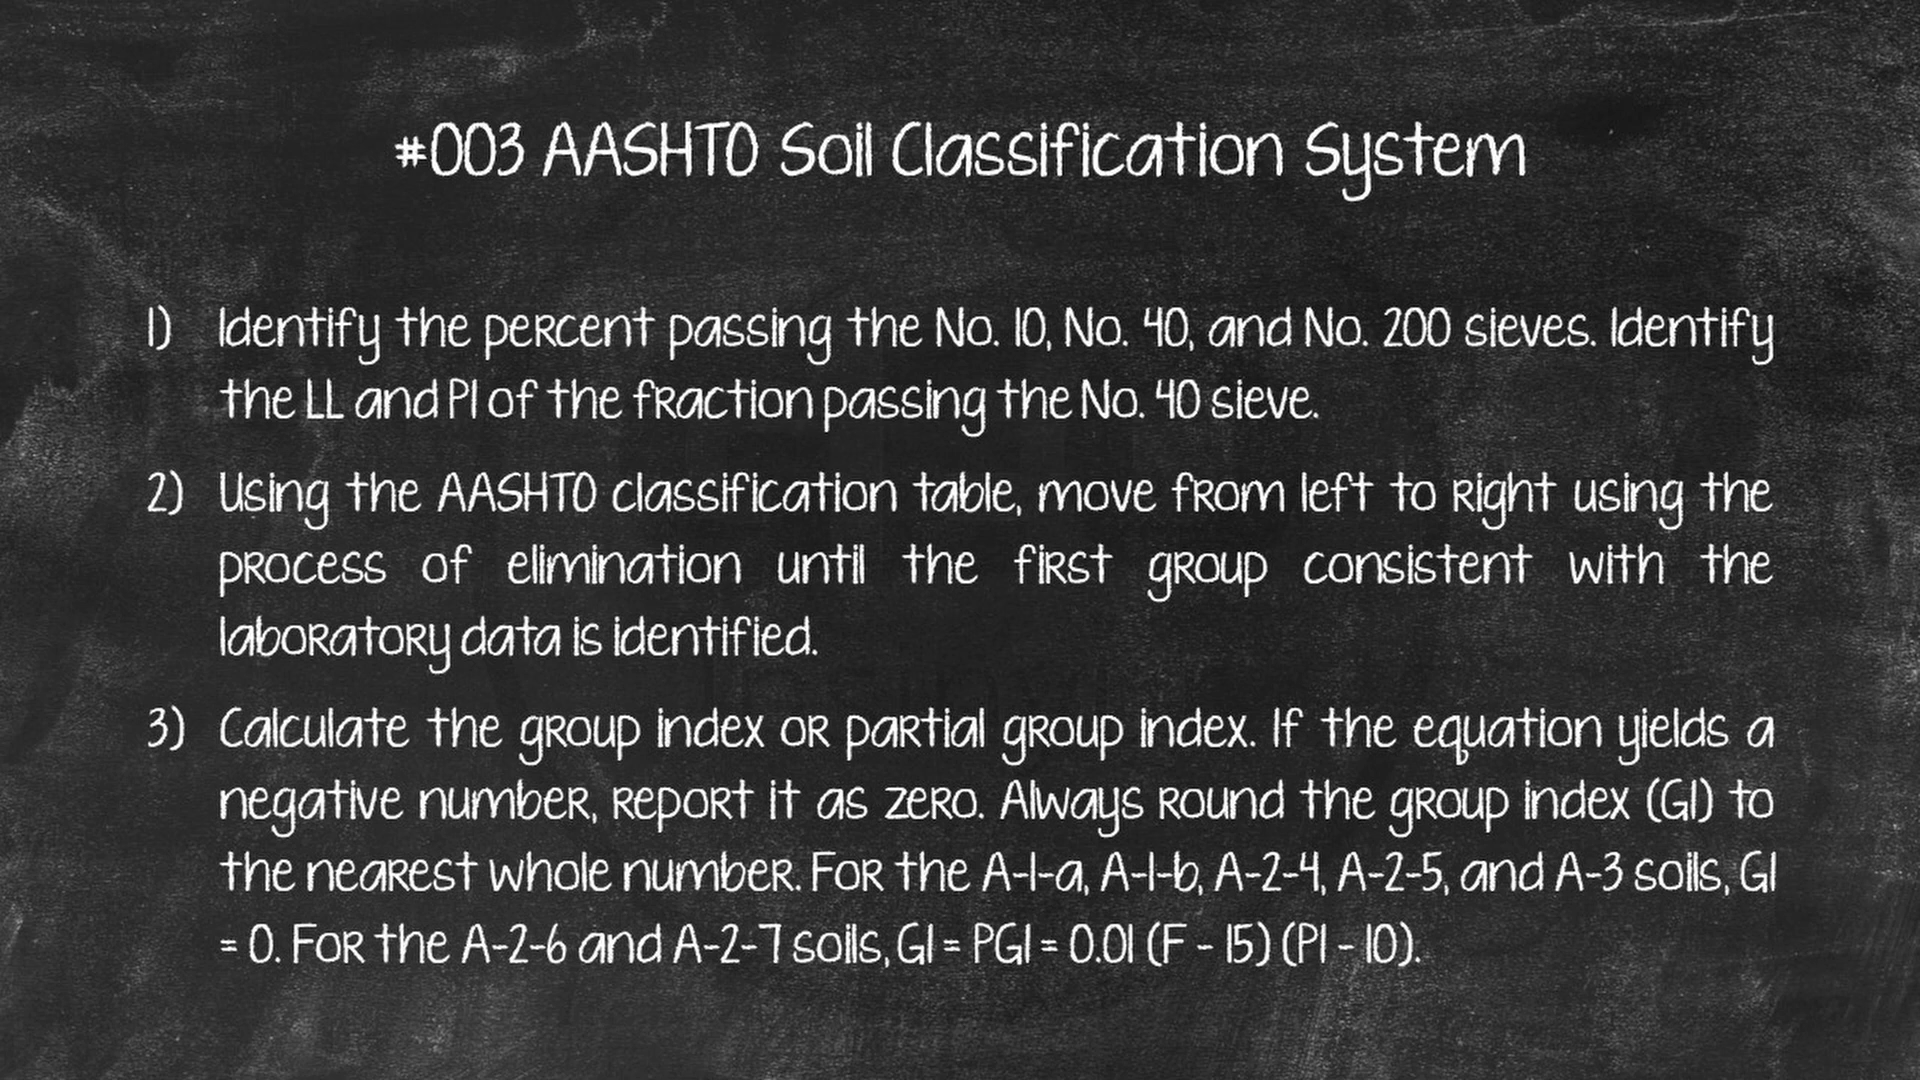 #003 AASHTO Soil Classification System
1) Identify the percent passing the No. 10, No. 40, and No. 200 sieves. Identify
the LL and PI of the fraction passing the No. 40 sieve.
2) Using the AASHTO classification table, move from left to right using the
process of elimination until the first group consistent with the
laboratory data is identified.
3) Calculate the group index or partial group index. If the equation yields a
negative number, report it as zero. Always round the group index (GI) to
the nearest whole number. For the A-1-a, A-1-b, A-2-4, A-2-5, and A-3 soils, GI
= 0. For the A-2-6 and A-2-7 soils, GI = PGI = 0.01 (F - 15) (PI - 10).